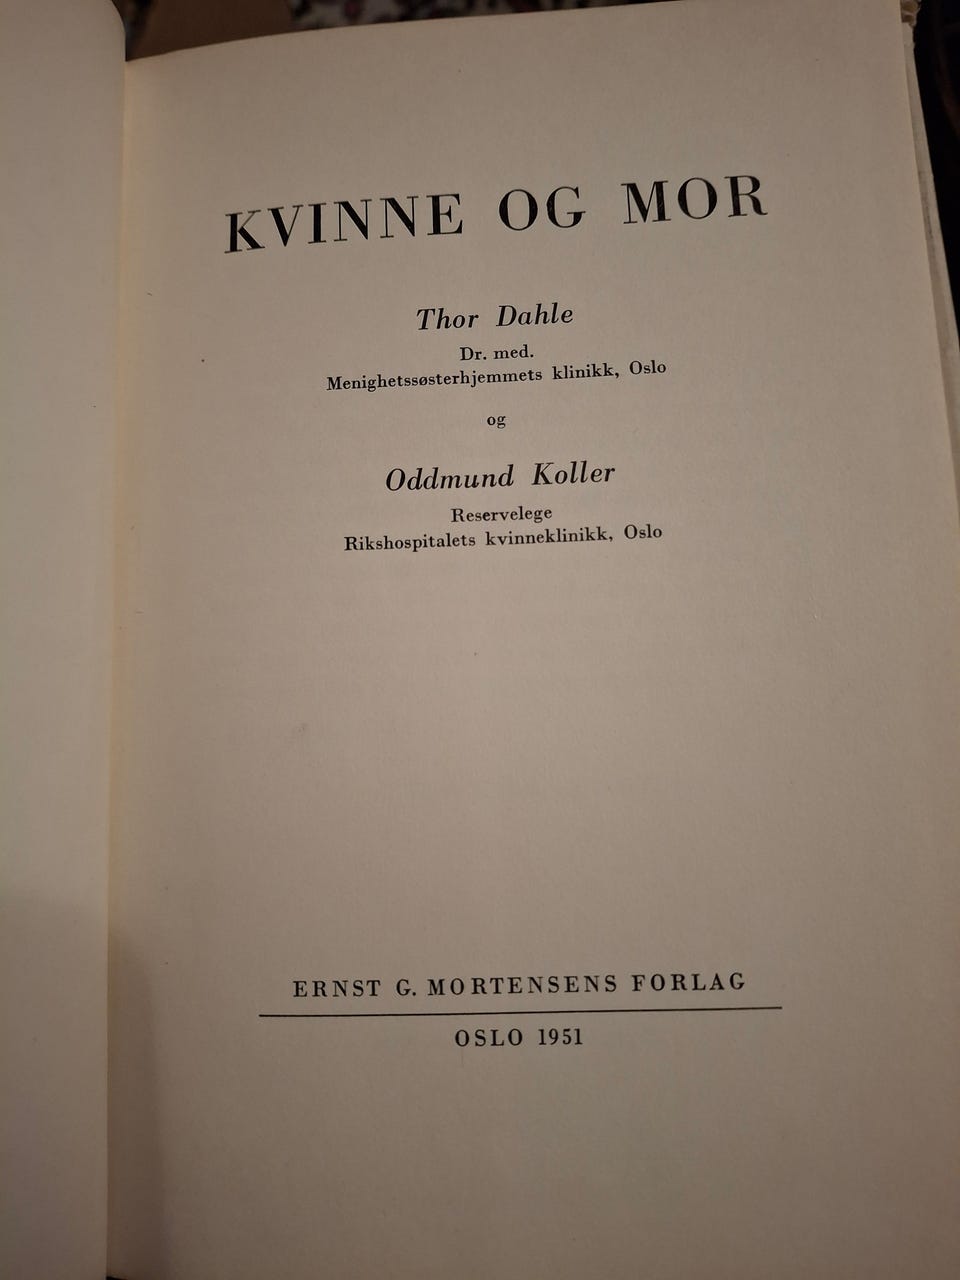 KVINNE OG MOR
Thor Dahle
Dr. med.
Menighetssøsterhjemmets klinikk, Oslo
og
Oddmund Koller
Reservelege
Rikshospitalets kvinneklinikk, Oslo
ERNST G. MORTENSENS FORLAG
OSLO 1951